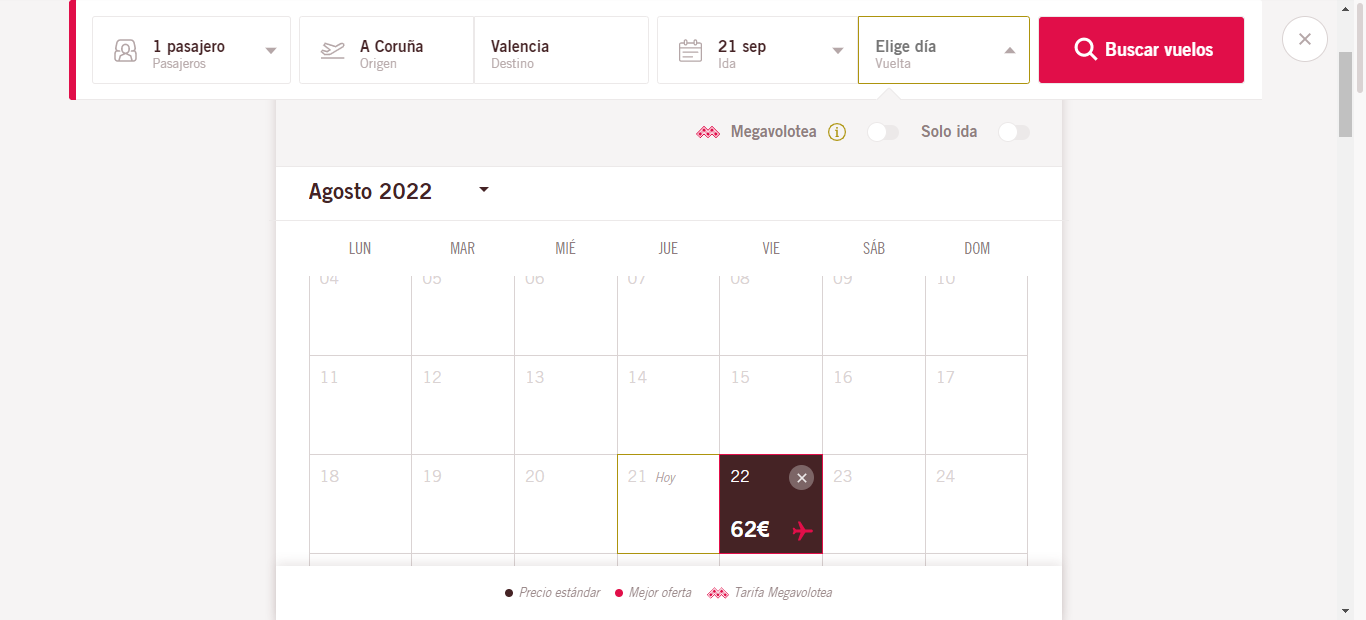 1 pasajero
Pasajeros
A Coruña
Origen
Valencia
Destino
21 sep
Ida
Elige día
Vuelta
Buscar vuelos
Megavolotea
Solo ida
Agosto 2022
LUN MAR MIÉ JUE VIE SÁB DOM
04 05 06 07 08 09 10
11 12 13 14 15 16 17
18 19 20 21 Hoy 22 23 24
62€
Precio estándar Mejor oferta Tarifa Megavolotea